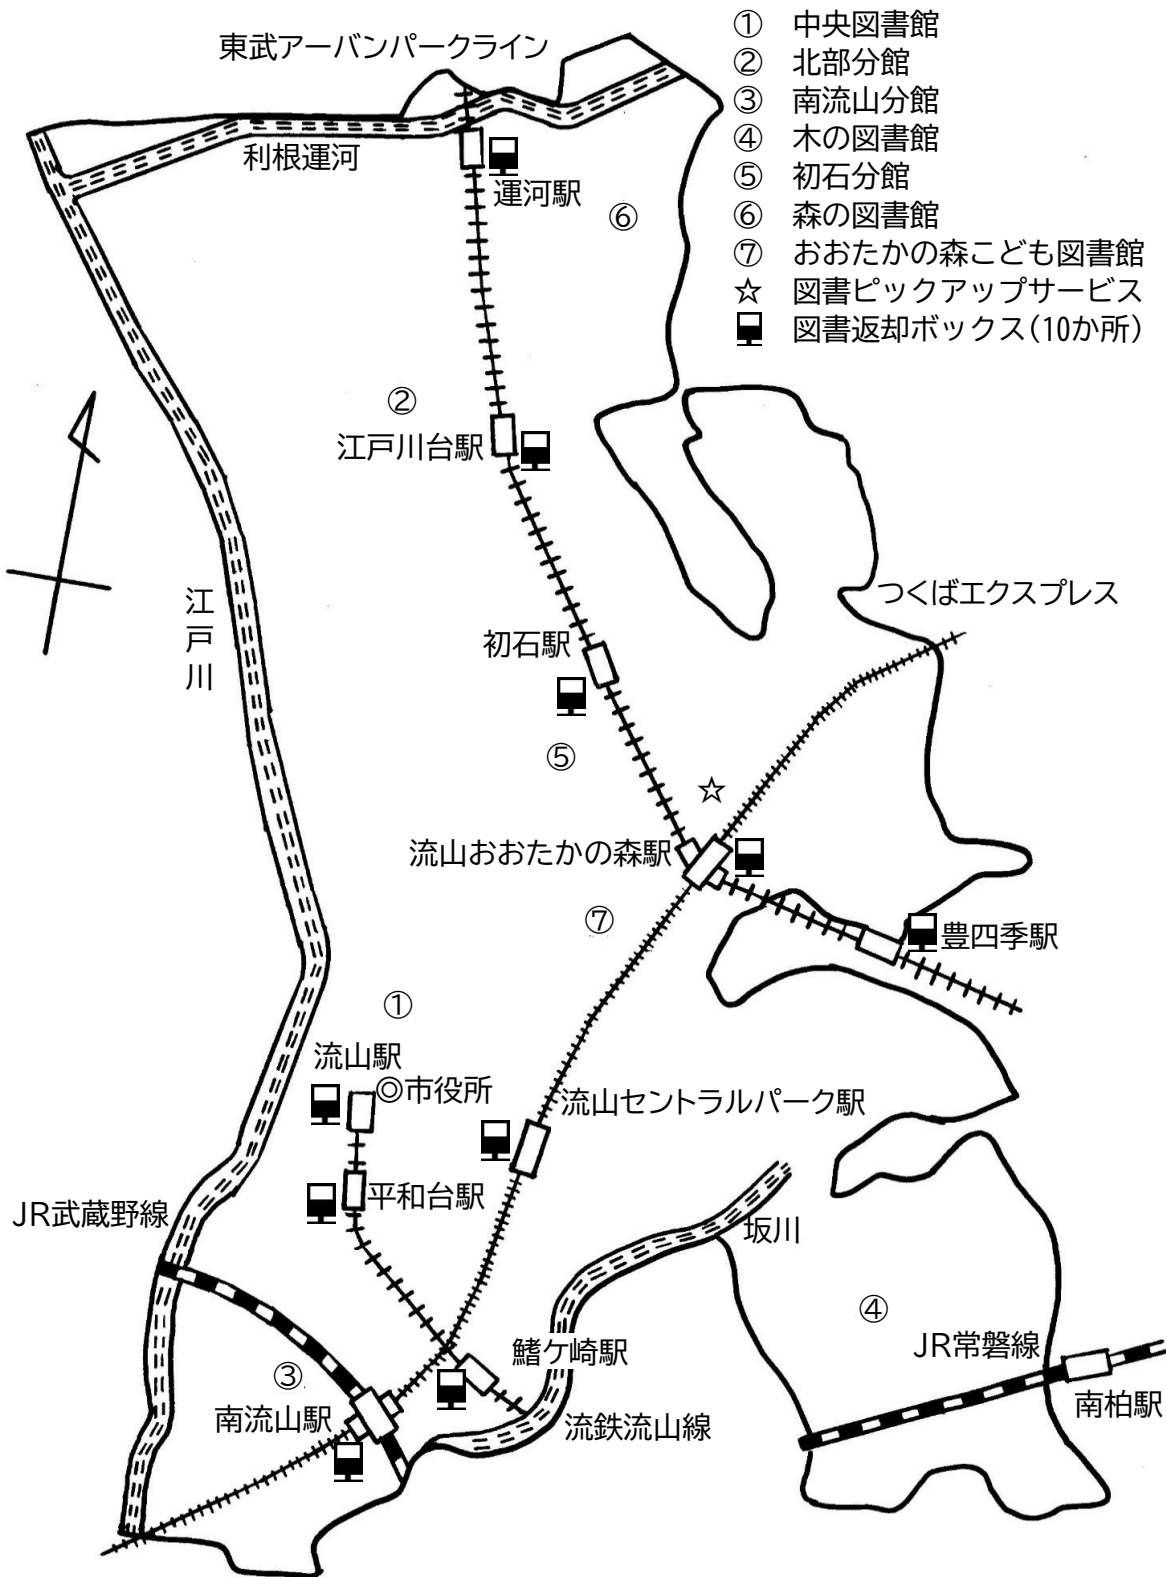 東武アーバンパークライン
① 中央図書館
② 北部分館
③ 南流山分館
④ 木の図書館
⑤ 初石分館
⑥ 森の図書館
⑦ おおたかの森こども図書館
☆ 図書ピックアップサービス
図書返却ボックス(10か所)
利根運河
運河駅
⑥
②
江戸川台駅
江戸川
つくばエクスプレス
初石駅
⑤
☆
流山おおたかの森駅
⑦
豊四季駅
①
流山駅
◎市役所
流山セントラルパーク駅
平和台駅
JR武蔵野線
坂川
④
JR常磐線
鰭ケ崎駅
③
南流山駅
流鉄流山線
南柏駅